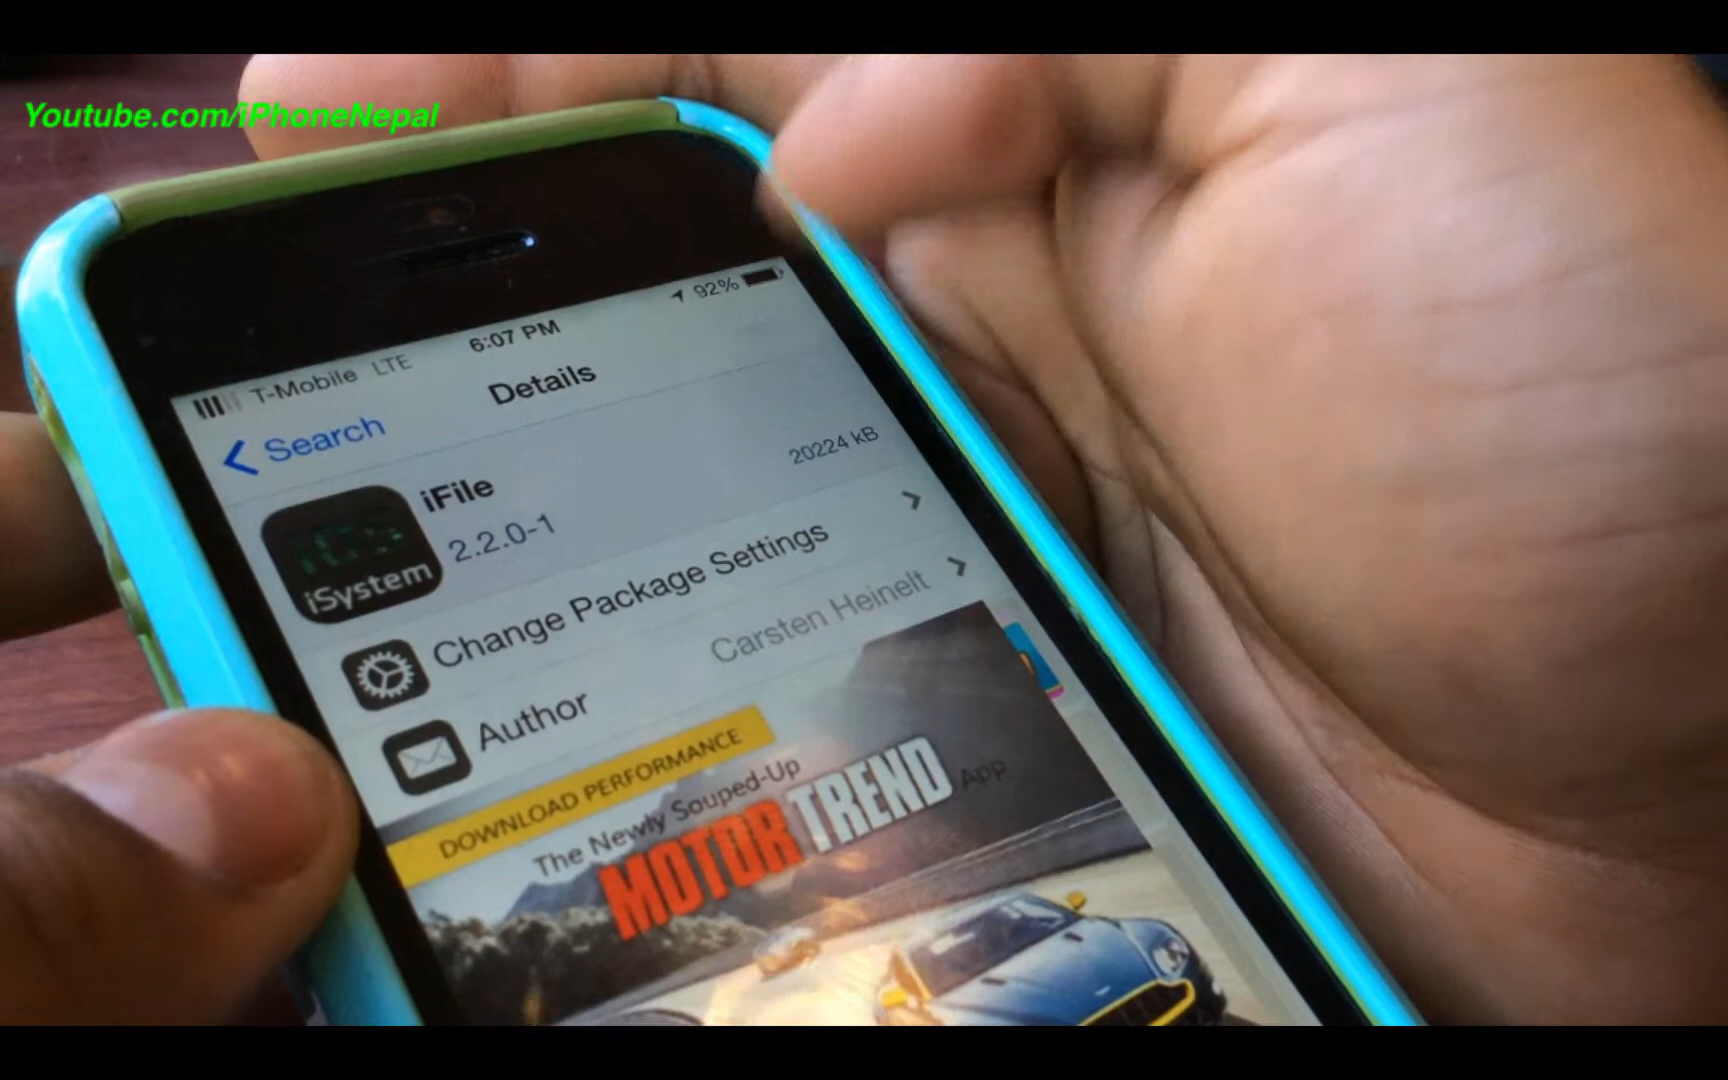 Youtube.com/iPhoneNepal
T-Mobile LTE 6:07 PM 92%
Search Details
iFile 20224 kB
2.2.0-1
iSystem
Change Package Settings
Author Carsten Heinelt
DOWNLOAD PERFORMANCE
The Newly Souped-Up
MOTOR TREND App